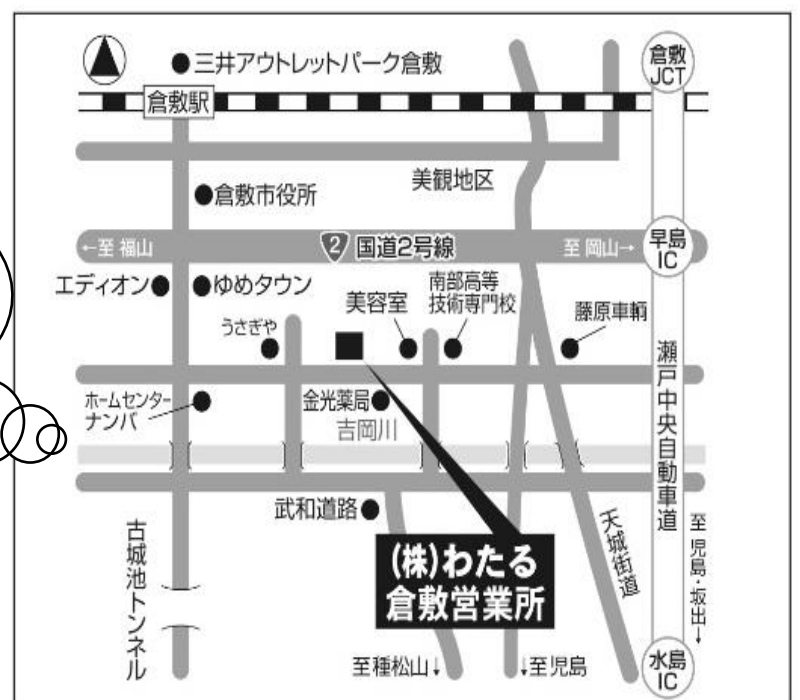 三井アウトレットパーク倉敷
倉敷
JCT
倉敷駅
美観地区
倉敷市役所
←至 福山
2
国道2号線
至 岡山→
早島
IC
エディオン
ゆめタウン
美容室
南部高等
技術専門校
藤原車輌
うさぎや
ホームセンター
ナンバ
金光薬局
吉岡川
瀬戸中央自動車道
武和道路
古城池トンネル
(株)わたる
倉敷営業所
天城街道
至 児島・坂出→
至種松山↓
↓至児島
水島
IC